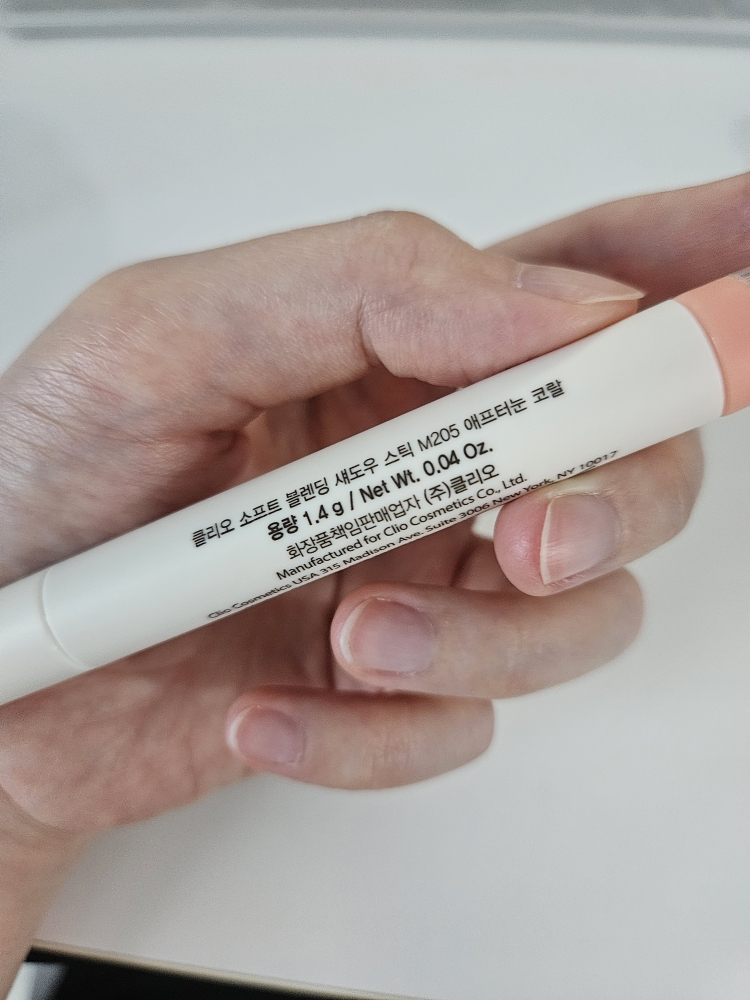 클리오 소프트 블렌딩 섀도우 스틱 M205 애프터눈 코랄
용량 1.4 g / Net Wt. 0.04 Oz.
화장품책임판매업자 (주)클리오
Manufactured for Clio Cosmetics Co., Ltd.
Clio Cosmetics USA 315 Madison Ave. Suite 3006 New York, NY 10017